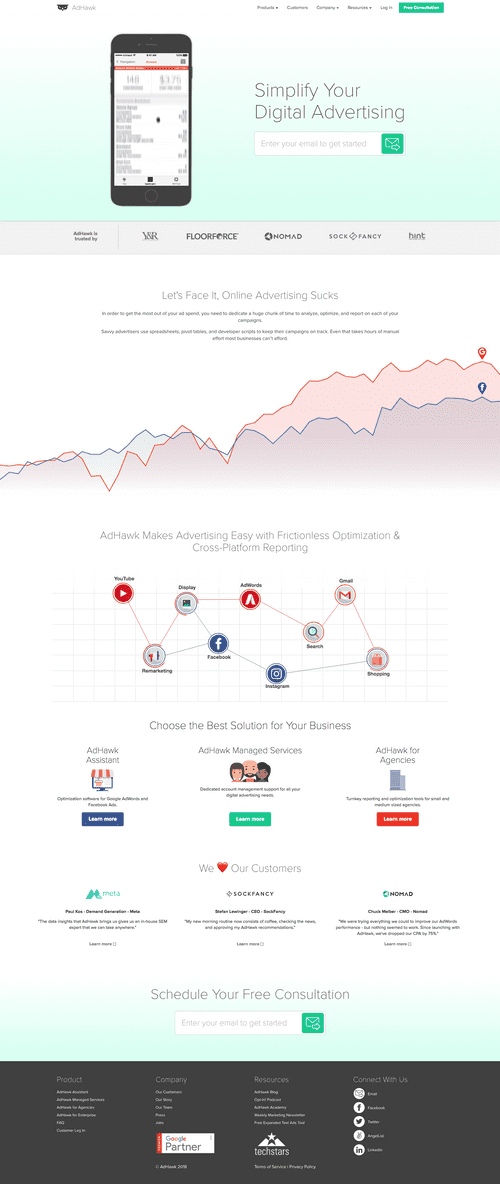 AdHawk
Products ▾ Customers Company ▾ Resources ▾ Log In Free Consultation
Simplify Your
Digital Advertising
Enter your email to get started
AdHawk is
trusted by
Y&R FLOORFORCE NOMAD SOCKFANCY hint
Let's Face It, Online Advertising Sucks
In order to get the most out of your ad spend, you need to dedicate a huge chunk of time to analyze, optimize, and report on each of your
campaigns.
Savvy advertisers use spreadsheets, pivot tables, and developer scripts to keep their campaigns on track. Even that takes hours of manual
effort most businesses can't afford.
G
f
AdHawk Makes Advertising Easy with Frictionless Optimization &
Cross-Platform Reporting
YouTube
Display
AdWords
Gmail
Remarketing
Facebook
Search
Instagram
Shopping
Choose the Best Solution for Your Business
AdHawk
Assistant
Optimization software for Google AdWords and
Facebook Ads.
Learn more
AdHawk Managed Services
Dedicated account management support for all your
digital advertising needs.
Learn more
AdHawk for
Agencies
Turnkey reporting and optimization tools for small and
medium sized agencies.
Learn more
We ❤ Our Customers
meta
Paul Kos - Demand Generation - Meta
"The data insights that AdHawk brings us gives us an in-house SEM
expert that we can take anywhere."
Learn more
SOCKFANCY
Stefan Lewinger - CEO - SockFancy
"My new morning routine now consists of coffee, checking the news,
and approving my AdHawk recommendations."
Learn more
NOMAD
Chuck Melber - CMO - Nomad
"We were trying everything we could to improve our AdWords
performance - but nothing seemed to work. Since launching with
AdHawk, we've dropped our CPA by 75%."
Learn more
Schedule Your Free Consultation
Enter your email to get started
Product
AdHawk Assistant
AdHawk Managed Services
AdHawk for Agencies
AdHawk for Enterprise
FAQ
Customer Log In
Company
Our Customers
Our Story
Our Team
Press
Jobs
Google
Partner
© AdHawk 2018
Resources
AdHawk Blog
OptInt Podcast
AdHawk Academy
Weekly Marketing Newsletter
Free Expanded Text Ads Tool
techstars
Terms of Service | Privacy Policy
Connect With Us
Email
Facebook
Twitter
AngelList
LinkedIn